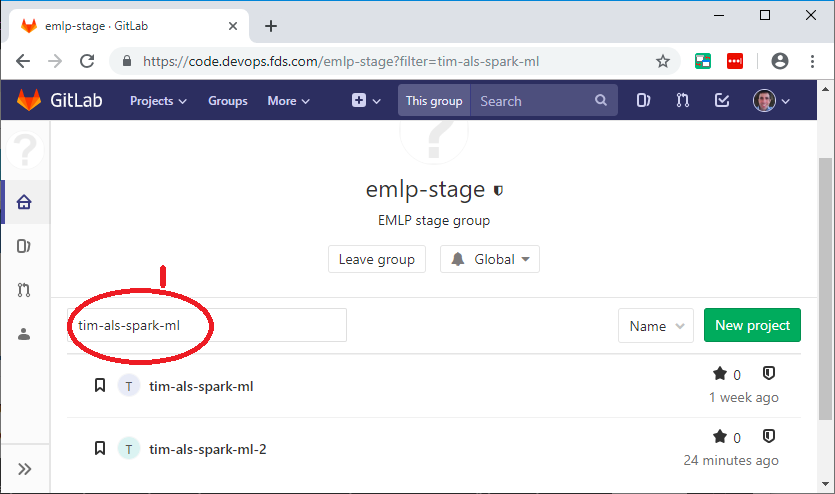 emlp-stage · GitLab
https://code.devops.fds.com/emlp-stage?filter=tim-als-spark-ml
GitLab Projects Groups More This group Search
emlp-stage
EMLP stage group
Leave group Global
1
tim-als-spark-ml Name New project
T tim-als-spark-ml 0
1 week ago
T tim-als-spark-ml-2 0
24 minutes ago